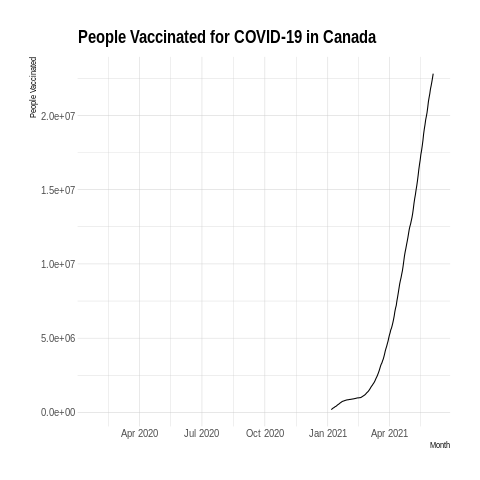 People Vaccinated for COVID-19 in Canada
People Vaccinated
2.0e+07
1.5e+07
1.0e+07
5.0e+06
0.0e+00
Apr 2020 Jul 2020 Oct 2020 Jan 2021 Apr 2021
Month